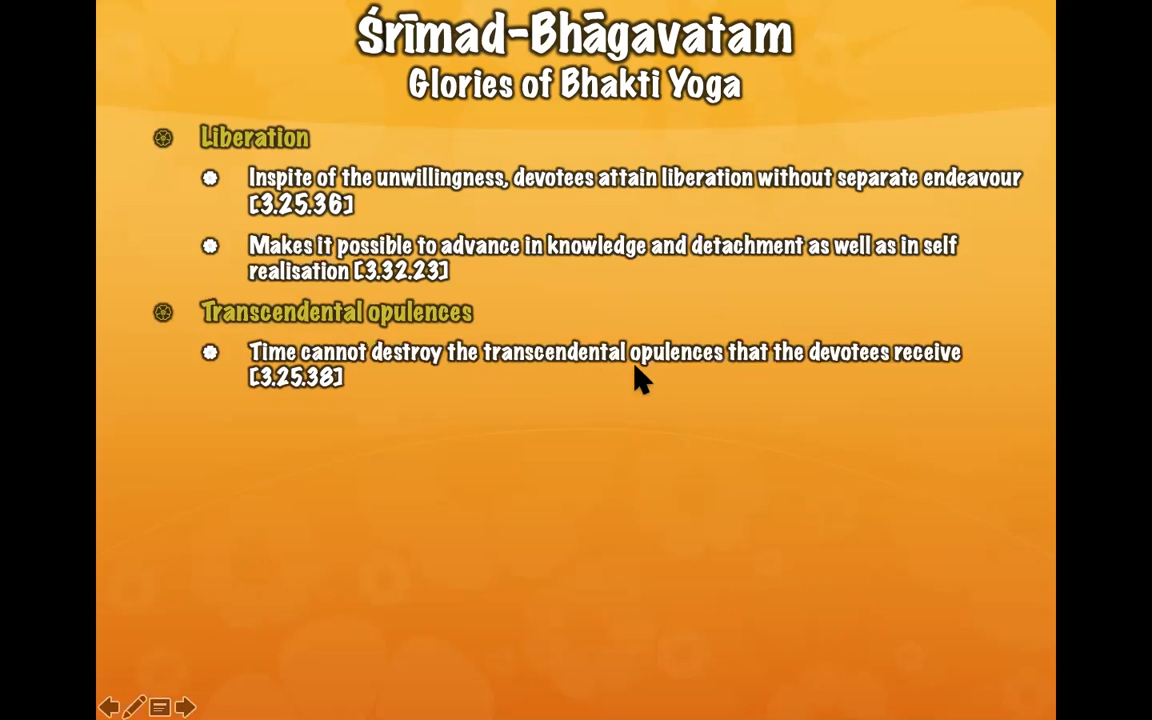 Śrīmad-Bhāgavatam
Glories of Bhakti Yoga
Liberation
Inspite of the unwillingness, devotees attain liberation without separate endeavour
[3.25.36]
Makes it possible to advance in knowledge and detachment as well as in self
realisation [3.32.23]
Transcendental opulences
Time cannot destroy the transcendental opulences that the devotees receive
[3.25.38]